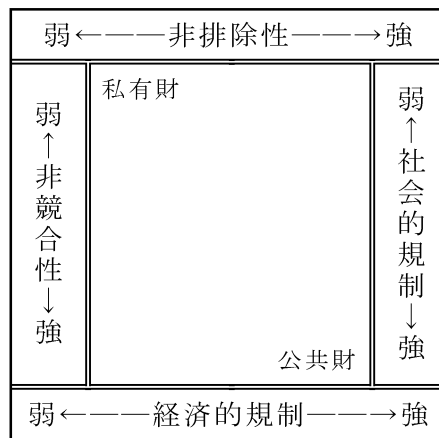 弱←——非排除性——→強
私有財
弱←非競合性→強
弱←社会的規制→強
公共財
弱←——経済的規制——→強